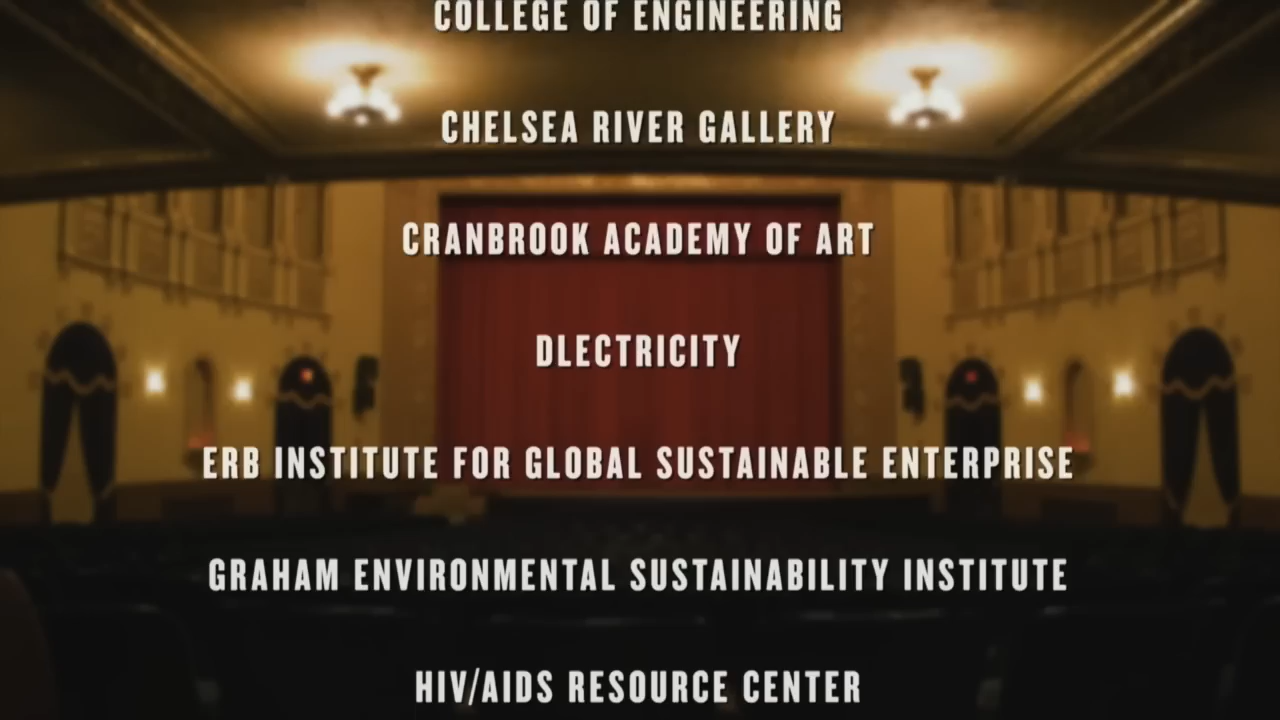 COLLEGE OF ENGINEERING
CHELSEA RIVER GALLERY
CRANBROOK ACADEMY OF ART
DLECTRICITY
ERB INSTITUTE FOR GLOBAL SUSTAINABLE ENTERPRISE
GRAHAM ENVIRONMENTAL SUSTAINABILITY INSTITUTE
HIV/AIDS RESOURCE CENTER